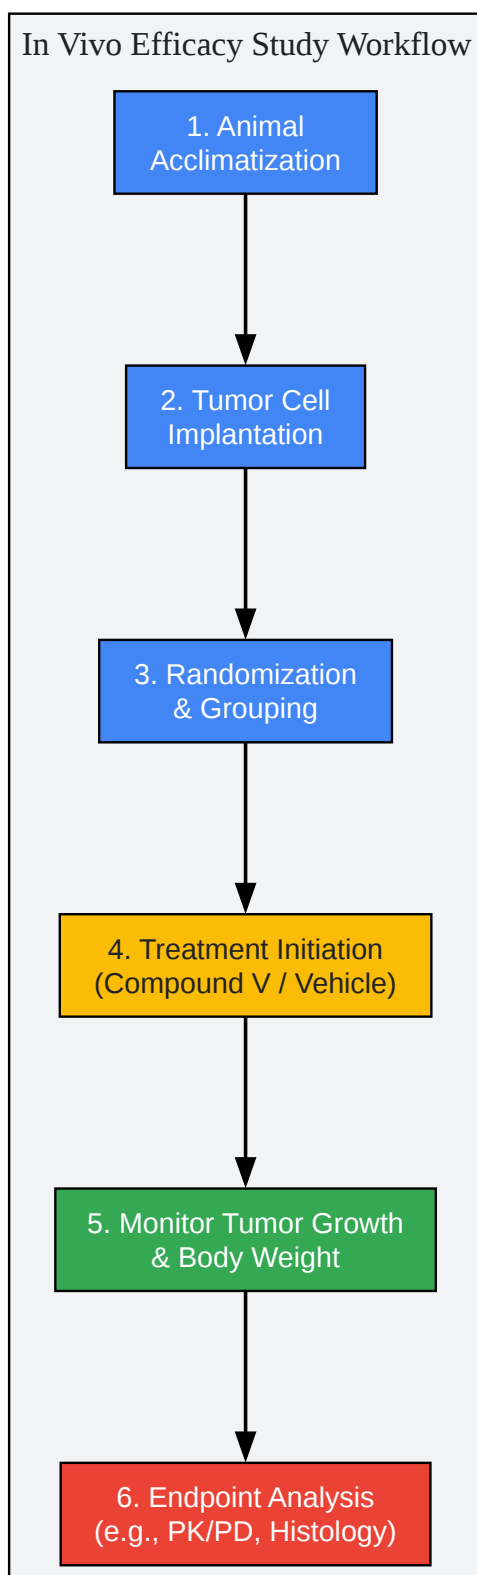 In Vivo Efficacy Study Workflow
1. Animal
Acclimatization
2. Tumor Cell
Implantation
3. Randomization
& Grouping
4. Treatment Initiation
(Compound V / Vehicle)
5. Monitor Tumor Growth
& Body Weight
6. Endpoint Analysis
(e.g., PK/PD, Histology)